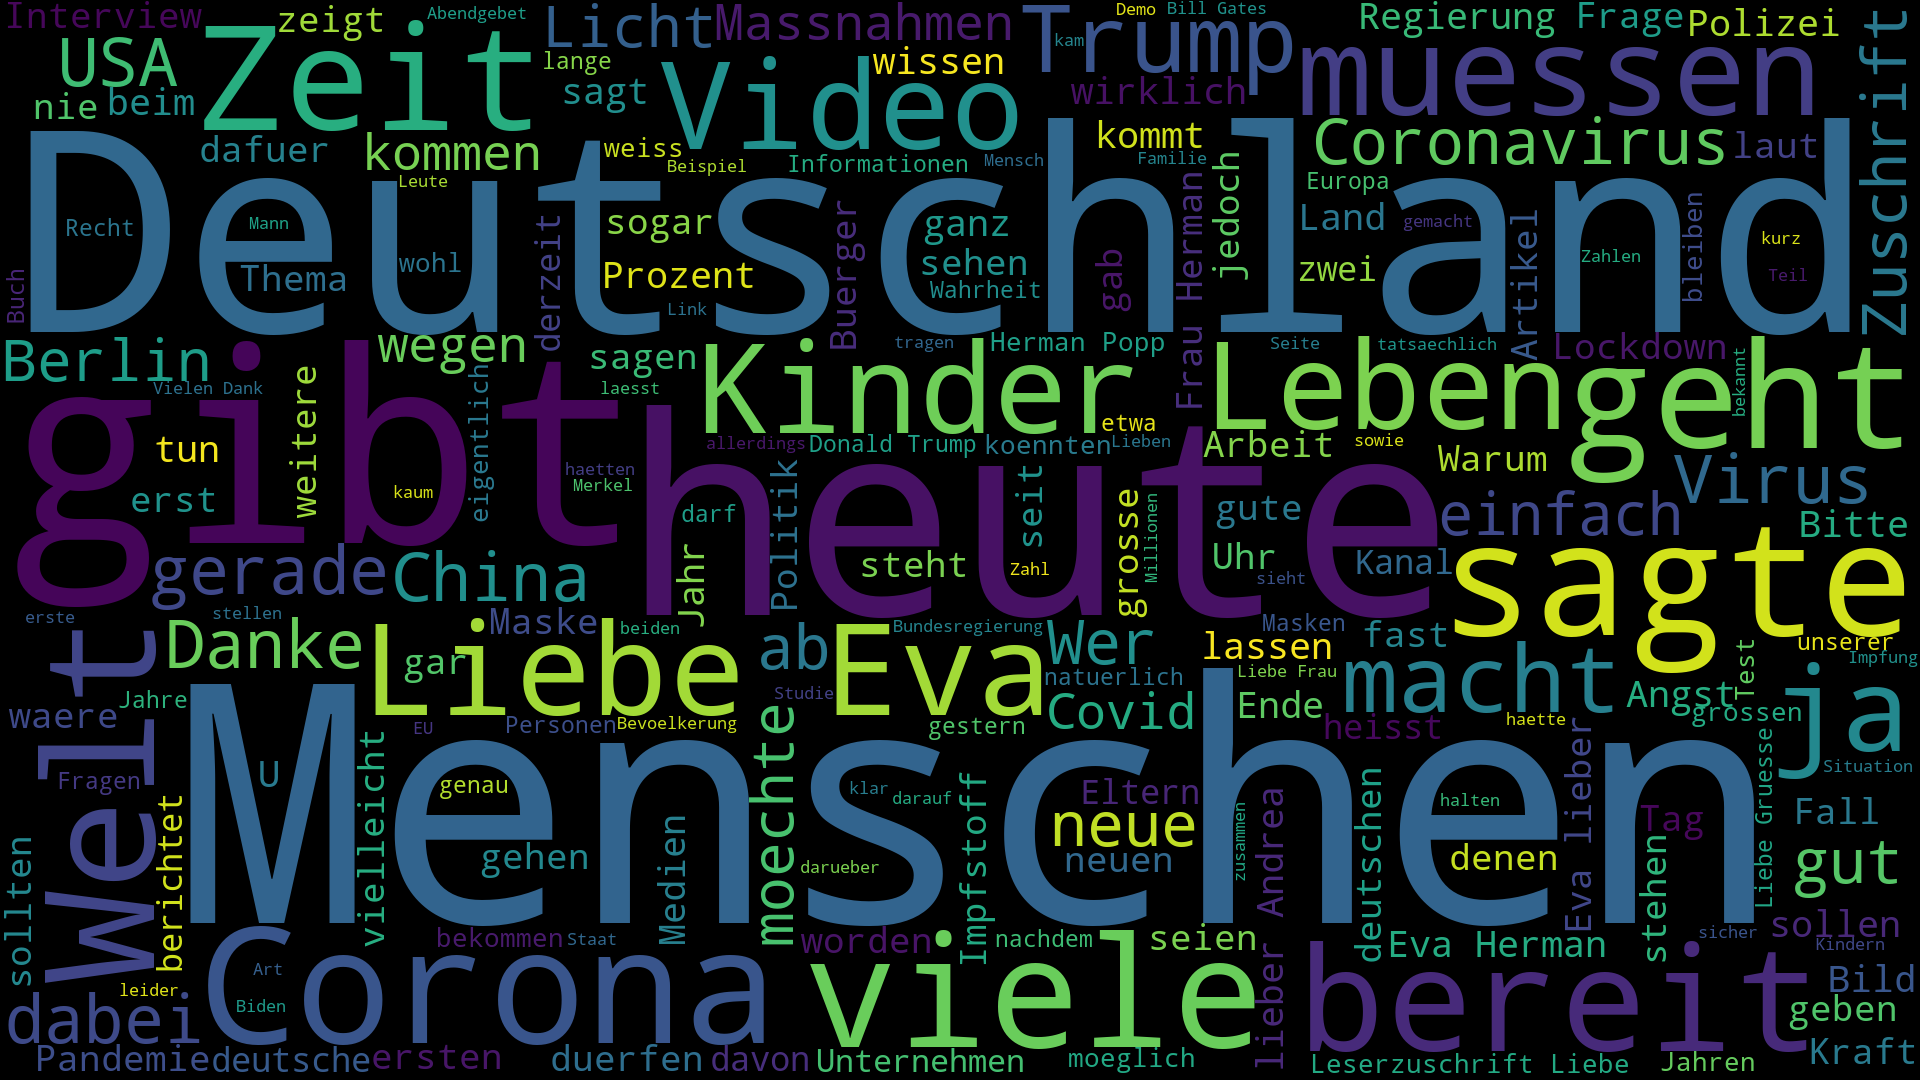 Interview
zeigt
Abendgebet
Licht
Massnahmen
Trump
Demo
Bill Gates
Regierung
Frage
Polizei
USA
Zeit
lange
Video
wissen
kam
muessen
Zuschrift
nie
beim
sagt
wirklich
dafuer
kommen
weiss
Beispiel
Informationen
Mensch
kommt
Familie
Coronavirus
laut
Deutschland
Leute
Recht
Mann
wohl
Thema
derzeit
sogar
Prozent
Link
Buerger
ganz
sehen
Wahrheit
gab
Frau Herman
jedoch
Europa
Land
zwei
gemacht
Artikel
Zahlen
bleiben
kurz
Teil
Buch
Berlin
Vielen Dank
wegen
sagen
laesst
Kinder
tragen
Herman Popp
Seite
tatsaechlich
Lockdown
bekannt
Leben
geht
gibt
weitere
eigentlich
tun
erst
kaum
haetten
Merkel
heute
allerdings
Donald Trump
koennten
Lieben
etwa
Arbeit
sowie
Warum
Virus
darf
Politik
seit
grosse
Millionen
gute
einfach
Bitte
Uhr
Kanal
sagte
gerade
China
Jahr
steht
Zahl
sieht
erste
stellen
Danke
Maske
beiden
Liebe
gar
ab
Eva
Bundesregierung
Wer
Masken
lassen
fast
unserer
Impfung
Test
Welt
Jahre
waere
Studie
natuerlich
Liebe Frau
macht
Angst
grossen
ja
EU
Personen
Bevoelkerung
gestern
Covid
Ende
heisst
haette
Eva lieber
Liebe Gruesse
Situation
Fragen
U
Menschen
vielleicht
genau
moechte
klar
darauf
Eltern
neue
neuen
zusammen
halten
Tag
Fall
berichtet
sollten
gehen
Medien
darueber
Impfstoff
lieber Andrea
deutschen
denen
stehen
gut
bekommen
Staat
worden
nachdem
seien
Eva Herman
sicher
sollen
Kindern
Art
Corona
viele
bereit
Bild
leider
Biden
dabei
geben
Pandemie
deutsche
ersten
duerfen
davon
Unternehmen
moeglich
Leserzuschrift Liebe
Jahren
Kraft